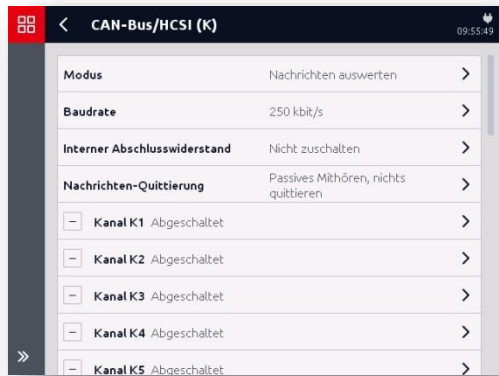 CAN-Bus/HCSI (K)
09:55:49
Modus Nachrichten auswerten
Baudrate 250 kbit/s
Interner Abschlusswiderstand Nicht zuschalten
Nachrichten-Quittierung Passives Mithören, nichts
quittieren
Kanal K1 Abgeschaltet
Kanal K2 Abgeschaltet
Kanal K3 Abgeschaltet
Kanal K4 Abgeschaltet
Kanal K5 Abgeschaltet